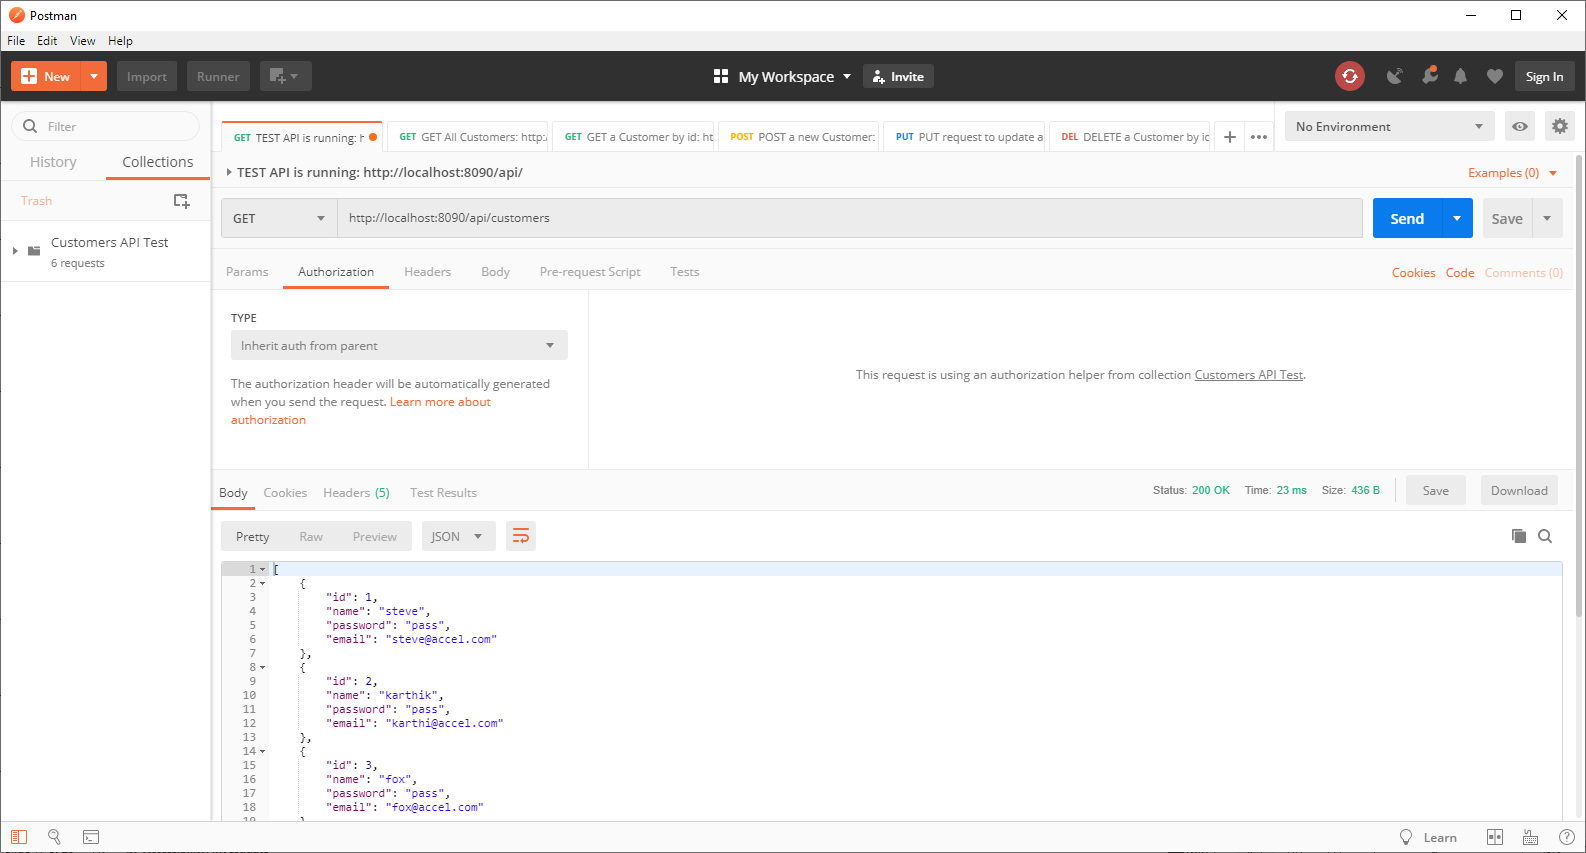 Postman
File Edit View Help
New Import Runner My Workspace Invite Sign In
Filter
History Collections
Trash
Customers API Test
6 requests
GET TEST API is running: h GET GET All Customers: http:/ GET GET a Customer by id: ht POST POST a new Customer: PUT PUT request to update a DEL DELETE a Customer by id
No Environment
TEST API is running: http://localhost:8090/api/
Examples (0)
GET http://localhost:8090/api/customers Send Save
Params Authorization Headers Body Pre-request Script Tests Cookies Code Comments (0)
TYPE
Inherit auth from parent
The authorization header will be automatically generated
when you send the request. Learn more about
authorization
This request is using an authorization helper from collection Customers API Test.
Body Cookies Headers (5) Test Results Status: 200 OK Time: 23 ms Size: 436 B Save Download
Pretty Raw Preview JSON
1 [
2 {
3 "id": 1,
4 "name": "steve",
5 "password": "pass",
6 "email": "steve@accel.com"
7 },
8 {
9 "id": 2,
10 "name": "karthik",
11 "password": "pass",
12 "email": "karthi@accel.com"
13 },
14 {
15 "id": 3,
16 "name": "fox",
17 "password": "pass",
18 "email": "fox@accel.com"
Learn